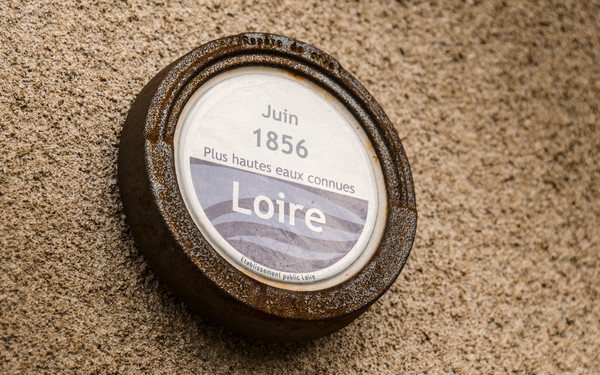 Juin
1856
Plus hautes eaux connues
Loire
Etablissement public Loire